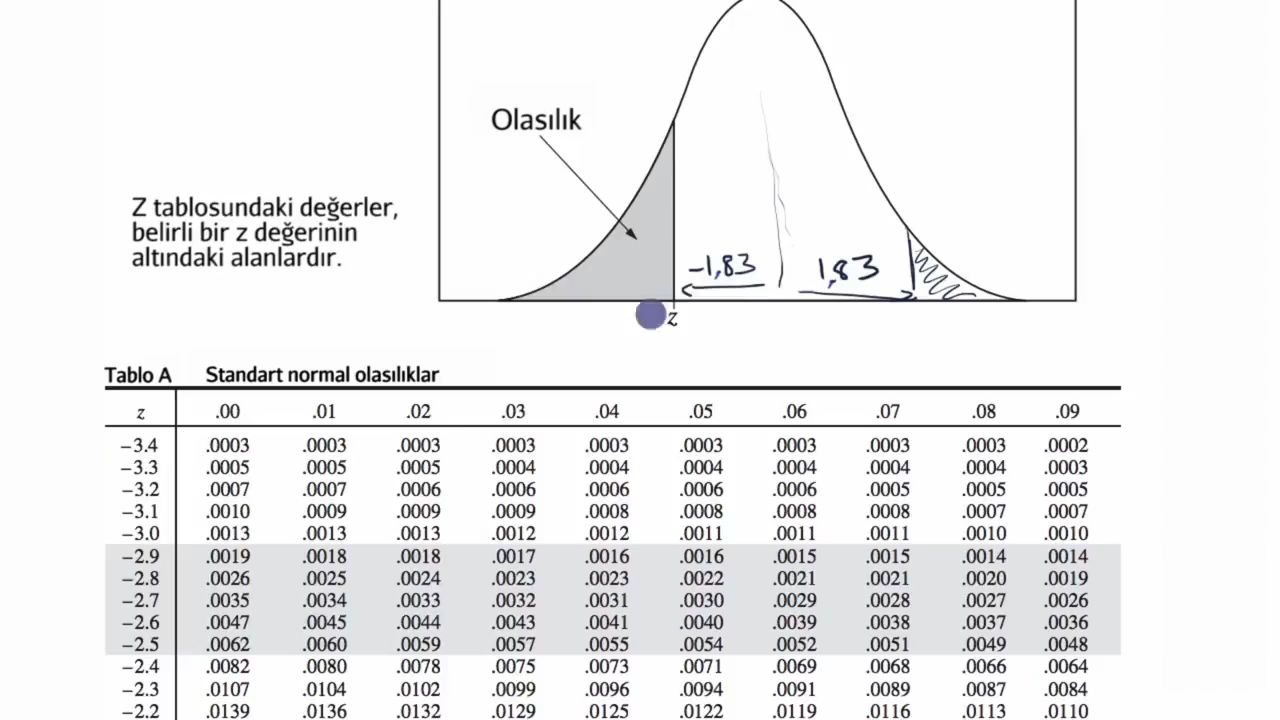 Olasılık
Z tablosundaki değerler,
belirli bir z değerinin
altındaki alanlardır.
-1,83
1,83
z
Tablo A Standart normal olasılıklar
z .00 .01 .02 .03 .04 .05 .06 .07 .08 .09
−3.4 .0003 .0003 .0003 .0003 .0003 .0003 .0003 .0003 .0003 .0002
−3.3 .0005 .0005 .0005 .0004 .0004 .0004 .0004 .0004 .0004 .0003
−3.2 .0007 .0007 .0006 .0006 .0006 .0006 .0006 .0005 .0005 .0005
−3.1 .0010 .0009 .0009 .0009 .0008 .0008 .0008 .0008 .0007 .0007
−3.0 .0013 .0013 .0013 .0012 .0012 .0011 .0011 .0011 .0010 .0010
−2.9 .0019 .0018 .0018 .0017 .0016 .0016 .0015 .0015 .0014 .0014
−2.8 .0026 .0025 .0024 .0023 .0023 .0022 .0021 .0021 .0020 .0019
−2.7 .0035 .0034 .0033 .0032 .0031 .0030 .0029 .0028 .0027 .0026
−2.6 .0047 .0045 .0044 .0043 .0041 .0040 .0039 .0038 .0037 .0036
−2.5 .0062 .0060 .0059 .0057 .0055 .0054 .0052 .0051 .0049 .0048
−2.4 .0082 .0080 .0078 .0075 .0073 .0071 .0069 .0068 .0066 .0064
−2.3 .0107 .0104 .0102 .0099 .0096 .0094 .0091 .0089 .0087 .0084
−2.2 .0139 .0136 .0132 .0129 .0125 .0122 .0119 .0116 .0113 .0110